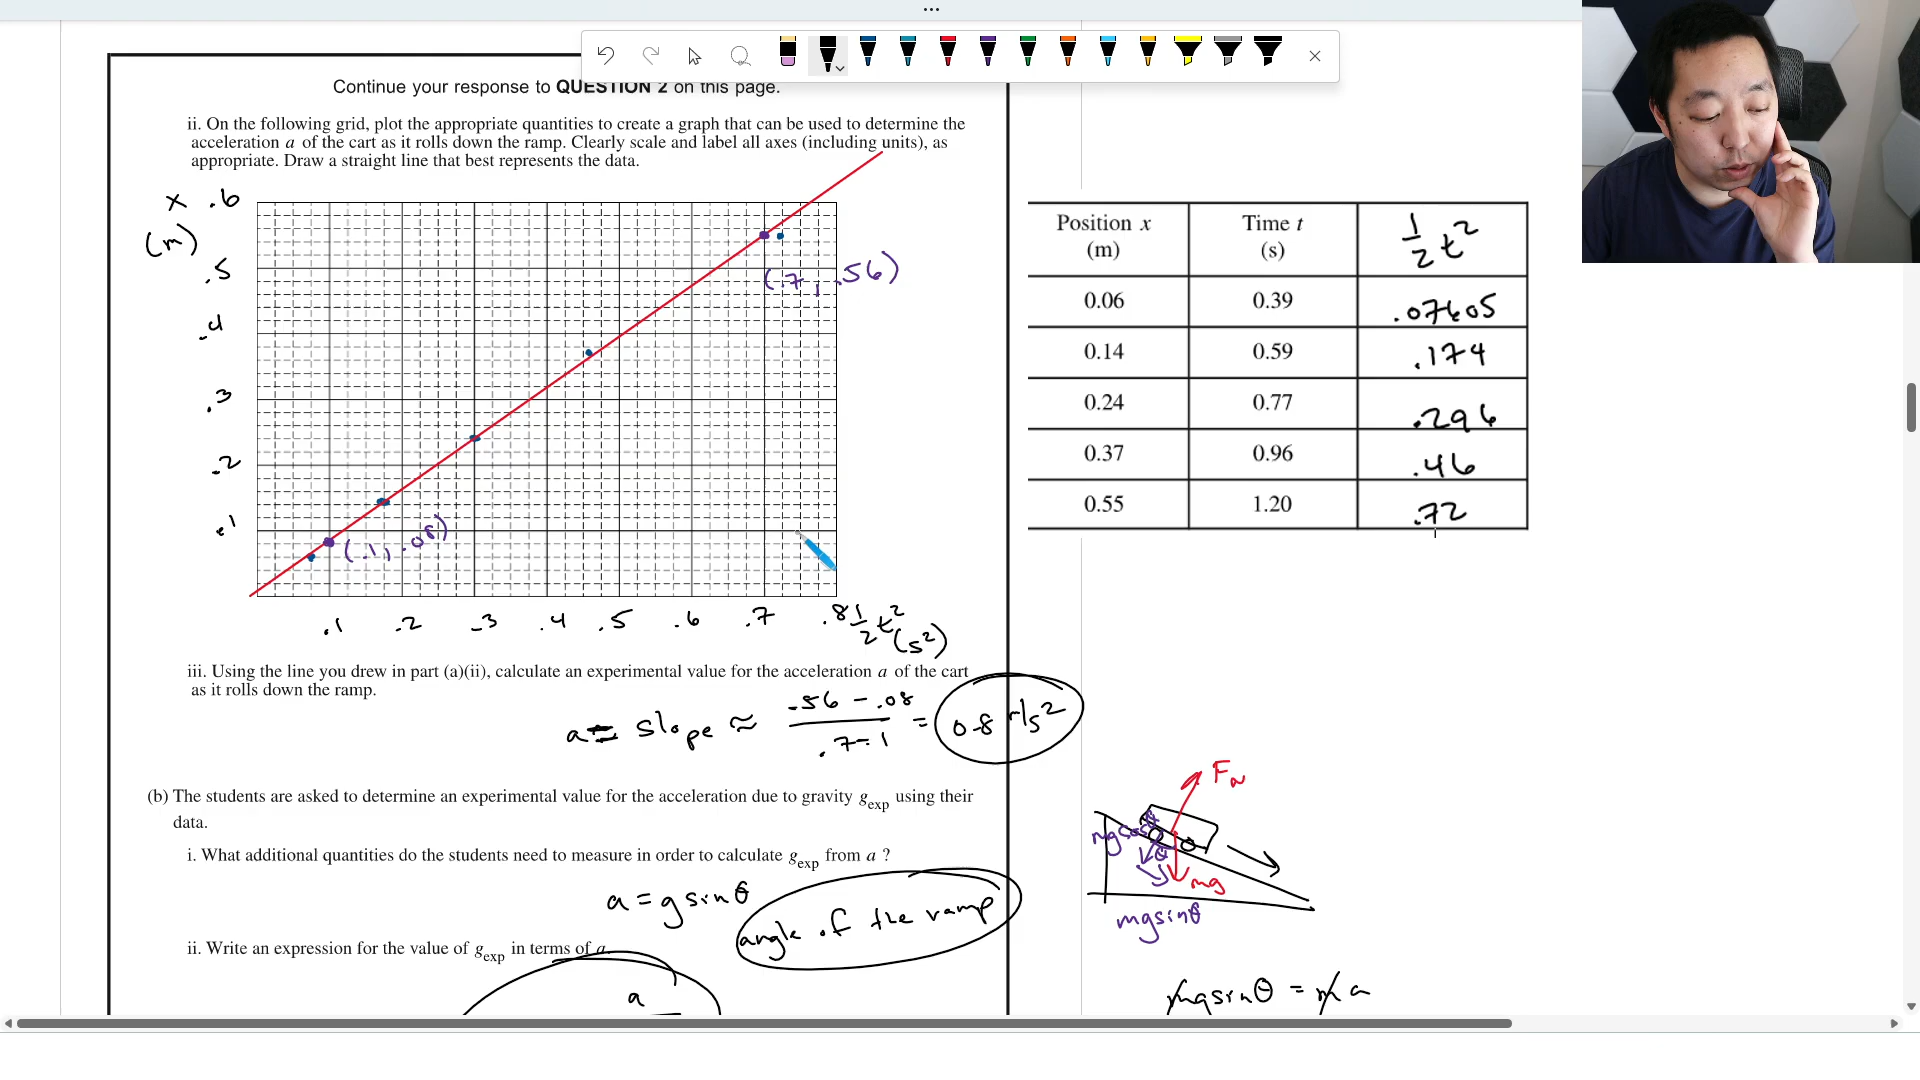 Continue your response to QUESTION 2 on this page.
ii. On the following grid, plot the appropriate quantities to create a graph that can be used to determine the
acceleration a of the cart as it rolls down the ramp. Clearly scale and label all axes (including units), as
appropriate. Draw a straight line that best represents the data.
x .6
(m)
.5
.4
.3
.2
.1
(.7, .56)
(.1, .08)
.1 .2 .3 .4 .5 .6 .7 .8 1/2 t² (s²)
Position x (m) Time t (s) 1/2 t²
0.06 0.39 .07605
0.14 0.59 .174
0.24 0.77 .296
0.37 0.96 .46
0.55 1.20 .72
iii. Using the line you drew in part (a)(ii), calculate an experimental value for the acceleration a of the cart
as it rolls down the ramp.
a = slope ≈ .56 - .08 / .7 - .1 = 0.8 m/s²
(b) The students are asked to determine an experimental value for the acceleration due to gravity gexp using their
data.
i. What additional quantities do the students need to measure in order to calculate gexp from a ?
a = g sin θ
angle of the ramp
ii. Write an expression for the value of gexp in terms of a.
a
FN
mg cos θ
θ
mg
mg sin θ
mg sin θ = m a